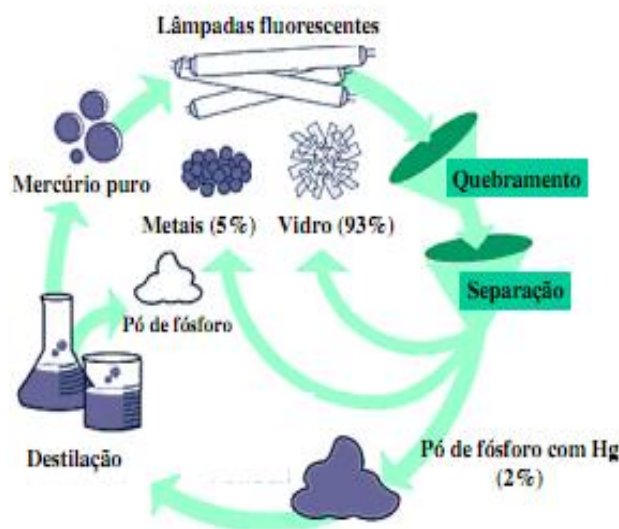 Lâmpadas fluorescentes
Mercúrio puro
Metais (5%)
Vidro (93%)
Quebramento
Separação
Pó de fósforo
Destilação
Pó de fósforo com Hg
(2%)